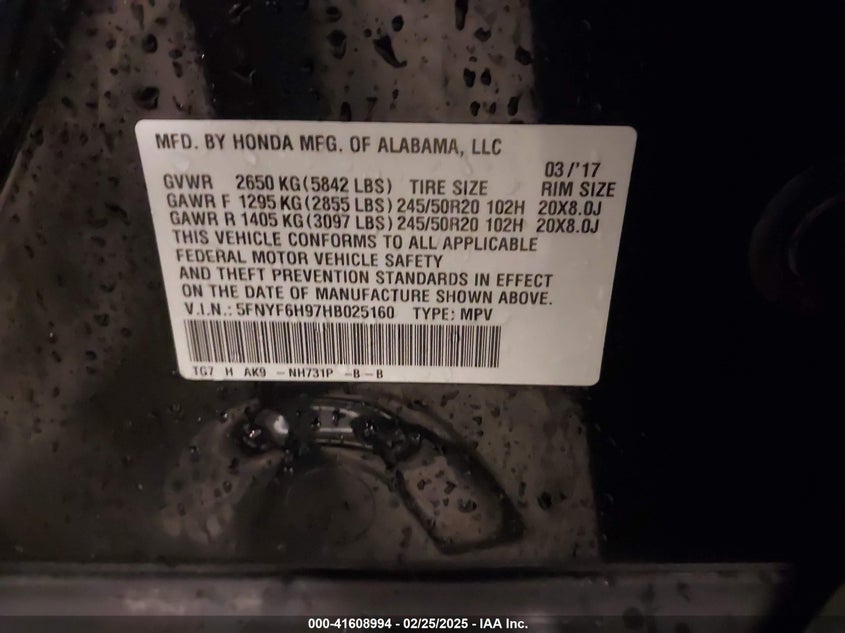 MFD. BY HONDA MFG. OF ALABAMA, LLC
03/'17
GVWR 2650 KG(5842 LBS) TIRE SIZE RIM SIZE
GAWR F 1295 KG(2855 LBS) 245/50R20 102H 20X8.0J
GAWR R 1405 KG(3097 LBS) 245/50R20 102H 20X8.0J
THIS VEHICLE CONFORMS TO ALL APPLICABLE
FEDERAL MOTOR VEHICLE SAFETY
AND THEFT PREVENTION STANDARDS IN EFFECT
ON THE DATE OF MANUFACTURE SHOWN ABOVE.
V.I.N.: 5FNYF6H97HB025160 TYPE: MPV
TG7 H AK9 -NH731P -B-B
000-41608994 - 02/25/2025 - IAA Inc.